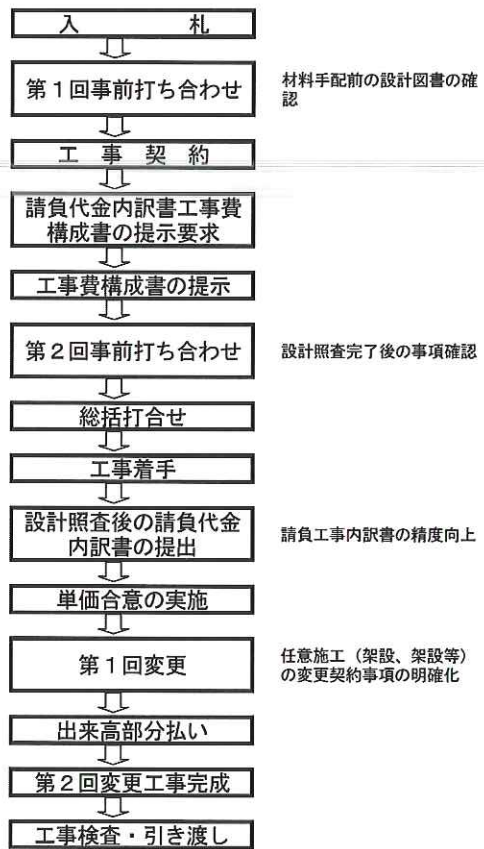 入札
第1回事前打ち合わせ
材料手配前の設計図書の確
認
工事契約
請負代金内訳書工事費
構成書の提示要求
工事費構成書の提示
第2回事前打ち合わせ
設計照査完了後の事項確認
総括打合せ
工事着手
設計照査後の請負代金
内訳書の提出
請負工事内訳書の精度向上
単価合意の実施
第1回変更
任意施工（架設、架設等）
の変更契約事項の明確化
出来高部分払い
第2回変更工事完成
工事検査・引き渡し